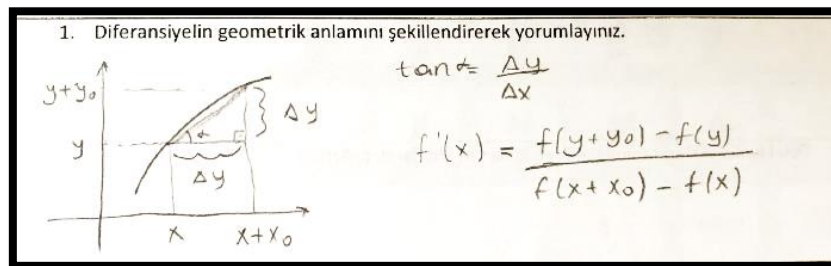 1. Diferansiyelin geometrik anlamını şekillendirerek yorumlayınız.
tan α = Δy
Δx
y+y₀
Δy
α
y
Δy
f'(x) = f(y+y₀) - f(y)
f(x+x₀) - f(x)
x x+x₀